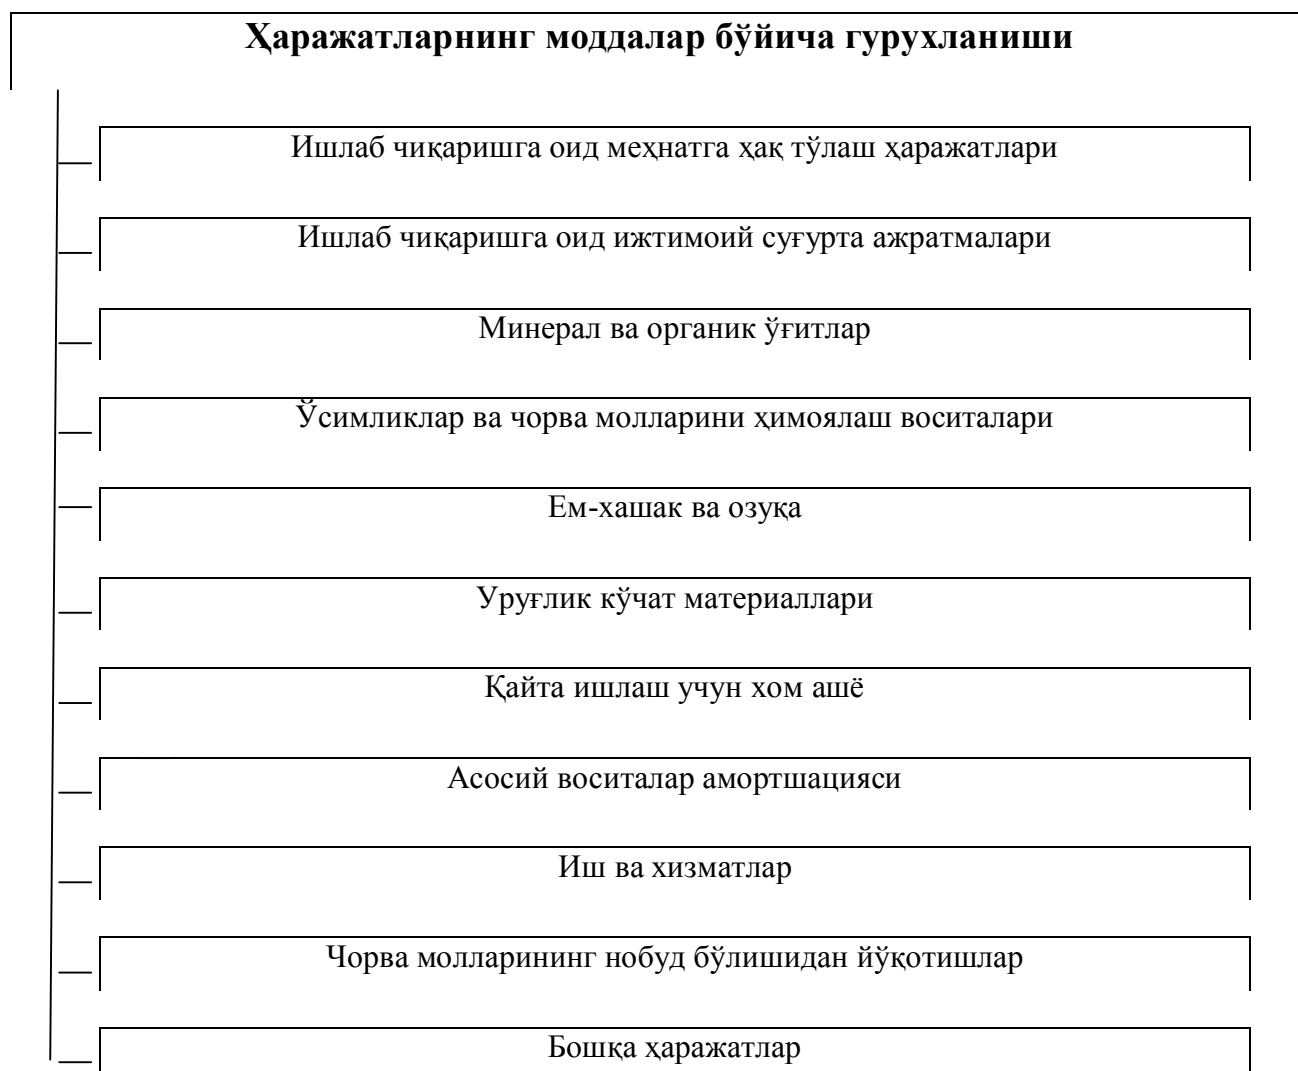 Ҳаражатларнинг моддалар бўйича гурухланиши
Ишлаб чиқаришга оид меҳнатга ҳақ тўлаш ҳаражатлари
Ишлаб чиқаришга оид ижтимоий суғурта ажратмалари
Минерал ва органик ўғитлар
Ўсимликлар ва чорва молларини ҳимоялаш воситалари
Ем-хашак ва озуқа
Уруғлик кўчат материаллари
Қайта ишлаш учун хом ашё
Асосий воситалар амортшацияси
Иш ва хизматлар
Чорва молларининг нобуд бўлишидан йўқотишлар
Бошқа ҳаражатлар